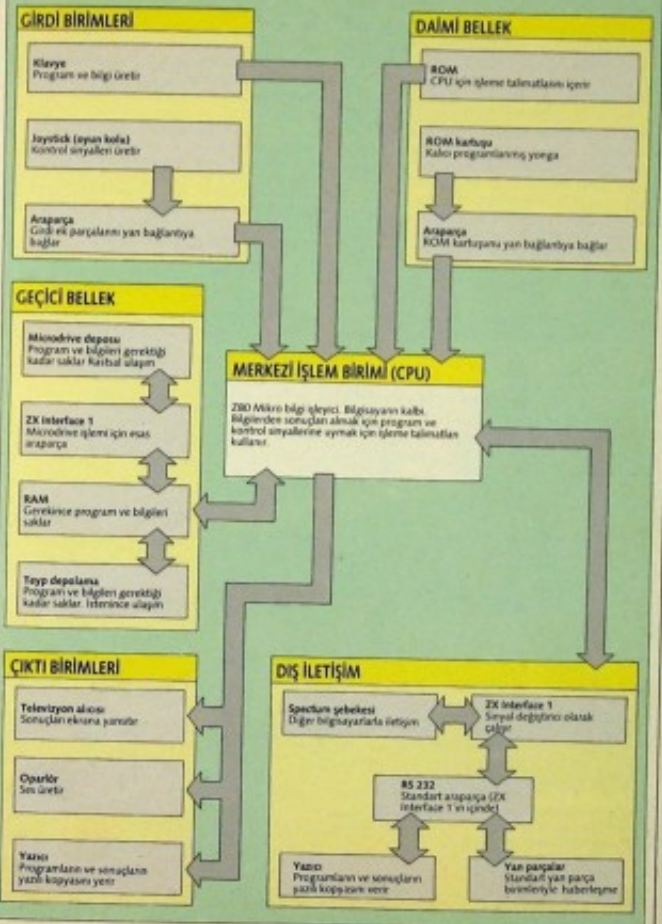 GİRDİ BİRİMLERİ
Klavye
Program ve bilgi üretir
Joystick (oyun kolu)
Kontrol sinyalleri üretir
Araparça
Girdi ek parçalarını yan bağlantıya
bağlar
DAİMİ BELLEK
ROM
CPU için işleme talimatlarını içerir
ROM kartuşu
Kalıcı programlanmış yonga
Araparça
ROM kartuşunu yan bağlantıya bağlar
GEÇİCİ BELLEK
Microdrive deposu
Program ve bilgileri gerektiği
kadar saklar Rastsal ulaşım
ZX Interface 1
Microdrive işlemi için esas
araparça
RAM
Gerekince program ve bilgileri
saklar
Teyp depolama
Program ve bilgileri gerektiği
kadar saklar. İstenince ulaşım
MERKEZİ İŞLEM BİRİMİ (CPU)
Z80 Mikro bilgi işleyici. Bilgisayarın kalbi.
Bilgilerden sonuçları almak için program ve
kontrol sinyallerine uymak için işleme talimatları
kullanır.
ÇIKTI BİRİMLERİ
Televizyon alıcısı
Sonuçları ekrana yansıtır
Oparlör
Ses üretir
Yazıcı
Programların ve sonuçların
yazılı kopyasını verir
DIŞ İLETİŞİM
Spectum şebekesi
Diğer bilgisayarlarla iletişim
ZX Interface 1
Sinyal değiştirici olarak
çalışır
RS 232
Standart araparça (ZX
Interface 1'in içinde)
Yazıcı
Programların ve sonuçların
yazılı kopyasını verir
Yan parçalar
Standart yan parça
birimleriyle haberleşme